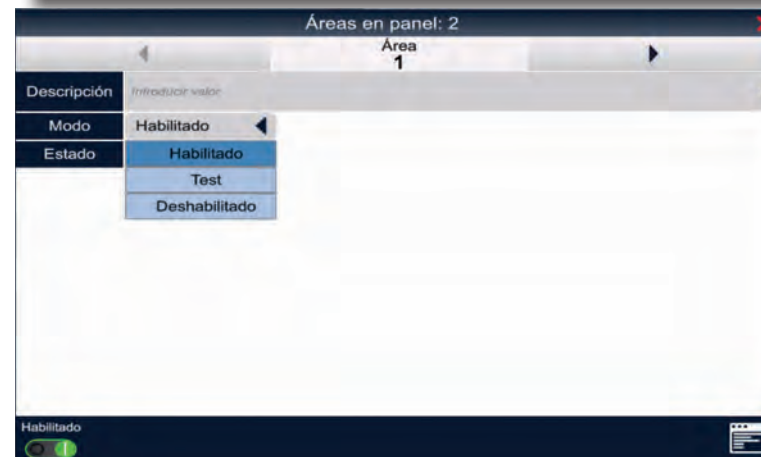 Áreas en panel: 2
Área
1
Descripción
Introducir valor
Modo
Habilitado
Estado
Habilitado
Test
Deshabilitado
Habilitado